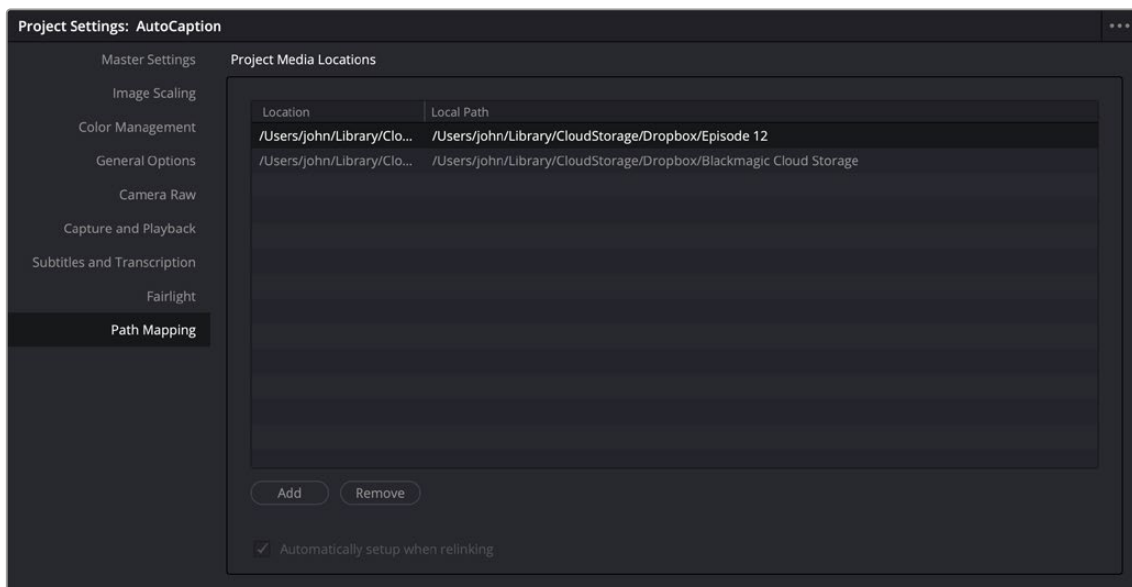 Project Settings: AutoCaption
Master Settings
Image Scaling
Color Management
General Options
Camera Raw
Capture and Playback
Subtitles and Transcription
Fairlight
Path Mapping
Project Media Locations
Location Local Path
/Users/john/Library/Clo... /Users/john/Library/CloudStorage/Dropbox/Episode 12
/Users/john/Library/Clo... /Users/john/Library/CloudStorage/Dropbox/Blackmagic Cloud Storage
Add Remove
Automatically setup when relinking